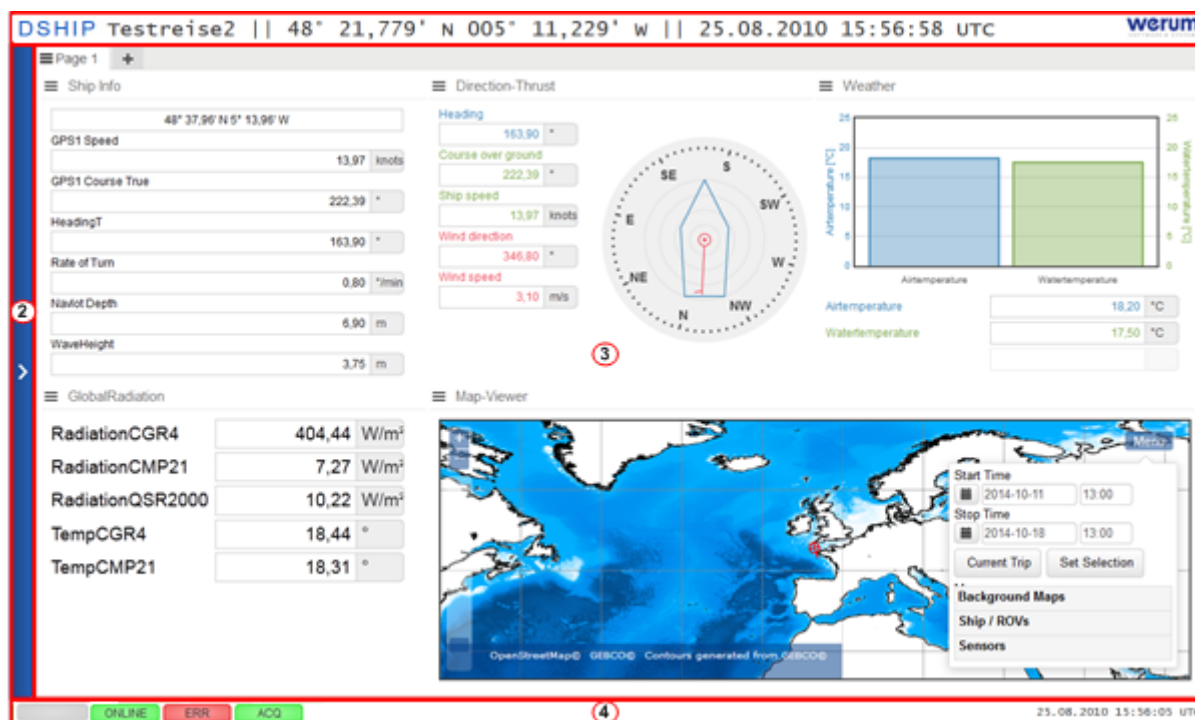 DSHIP Testreise2 || 48° 21,779' N 005° 11,229' W || 25.08.2010 15:56:58 UTC
werum
Page 1 +
Ship Info
48° 37,96' N 5° 13,96' W
GPS1 Speed
13,97 knots
GPS1 Course True
222,39 °
HeadingT
163,90 °
Rate of Turn
0,80 °/min
Navlot Depth
6,90 m
WaveHeight
3,75 m
Direction-Thrust
Heading
163,90 °
Course over ground
222,39 °
Ship speed
13,97 knots
Wind direction
346,80 °
Wind speed
3,10 m/s
S
SE
SW
E
W
NE
NW
N
Weather
25
20
15
10
5
0
Airtemperature [°C]
25
20
15
10
5
0
Watertemperature [°C]
Airtemperature
Watertemperature
Airtemperature 18,20 °C
Watertemperature 17,50 °C
2
3
GlobalRadiation
RadiationCGR4 404,44 W/m²
RadiationCMP21 7,27 W/m²
RadiationQSR2000 10,22 W/m²
TempCGR4 18,44 °
TempCMP21 18,31 °
Map-Viewer
+
Menu
Start Time
2014-10-11 13:00
Stop Time
2014-10-18 13:00
Current Trip Set Selection
Background Maps
Ship / ROVs
Sensors
OpenStreetMap© GEBCO© Contours generated from GEBCO©
ONLINE ERR ACQ
4
25.08.2010 15:56:05 UTC